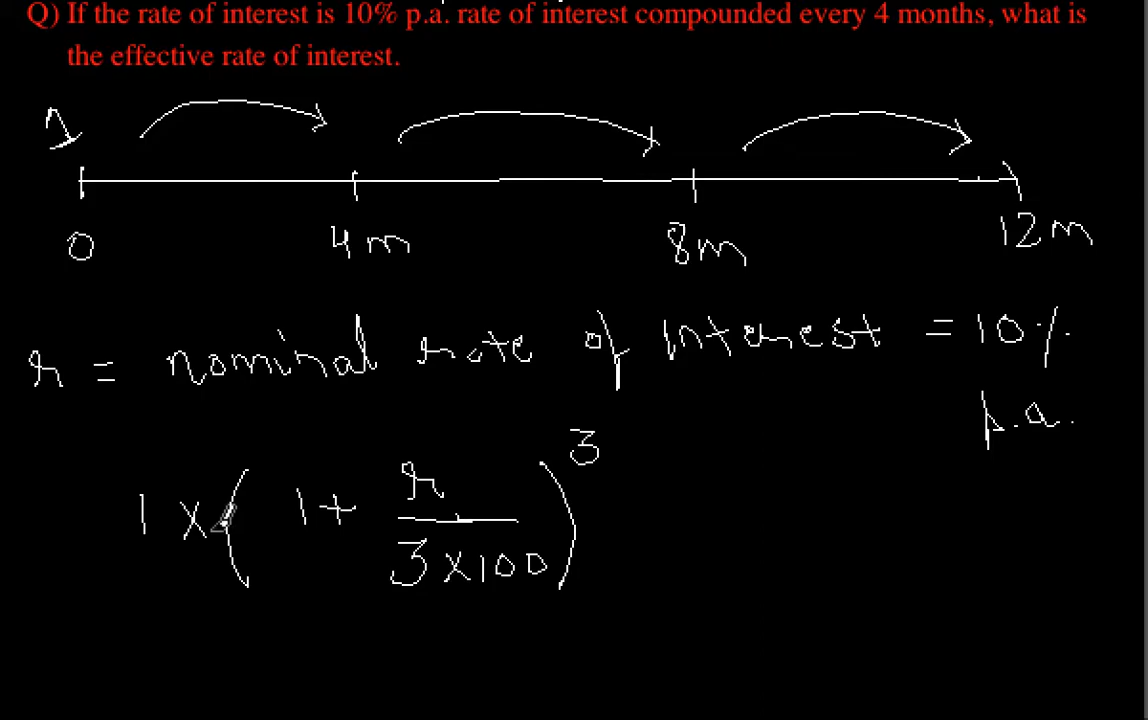 Q) If the rate of interest is 10% p.a. rate of interest compounded every 4 months, what is
the effective rate of interest.
1
0 4m 8m 12m
r = nominal rate of interest = 10%
p.a.
1 × ( 1 + r / 3 × 100 )³